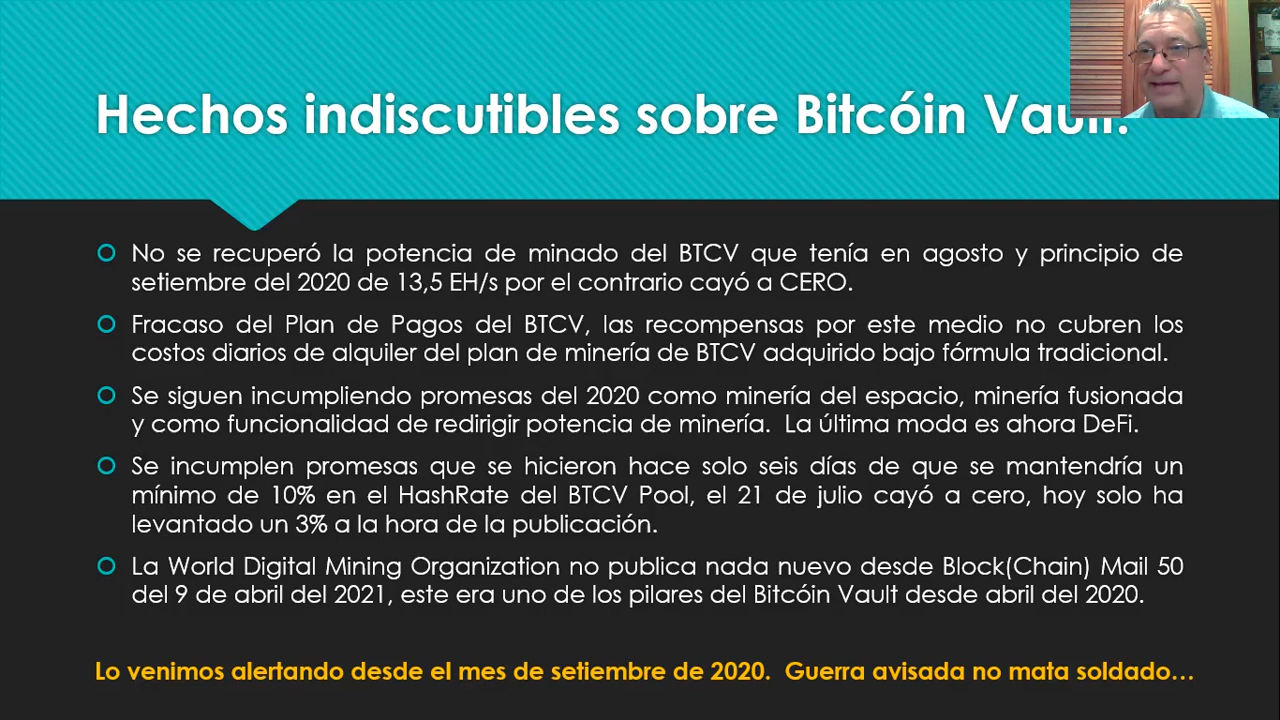 Hechos indiscutibles sobre Bitcóin Vault.
No se recuperó la potencia de minado del BTCV que tenía en agosto y principio de
setiembre del 2020 de 13,5 EH/s por el contrario cayó a CERO.
Fracaso del Plan de Pagos del BTCV, las recompensas por este medio no cubren los
costos diarios de alquiler del plan de minería de BTCV adquirido bajo fórmula tradicional.
Se siguen incumpliendo promesas del 2020 como minería del espacio, minería fusionada
y como funcionalidad de redirigir potencia de minería. La última moda es ahora DeFi.
Se incumplen promesas que se hicieron hace solo seis días de que se mantendría un
mínimo de 10% en el HashRate del BTCV Pool, el 21 de julio cayó a cero, hoy solo ha
levantado un 3% a la hora de la publicación.
La World Digital Mining Organization no publica nada nuevo desde Block(Chain) Mail 50
del 9 de abril del 2021, este era uno de los pilares del Bitcóin Vault desde abril del 2020.
Lo venimos alertando desde el mes de setiembre de 2020. Guerra avisada no mata soldado…